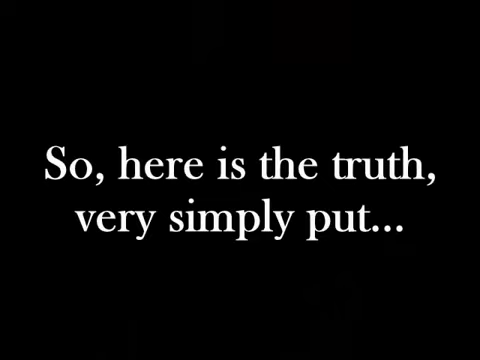 So, here is the truth,
very simply put...